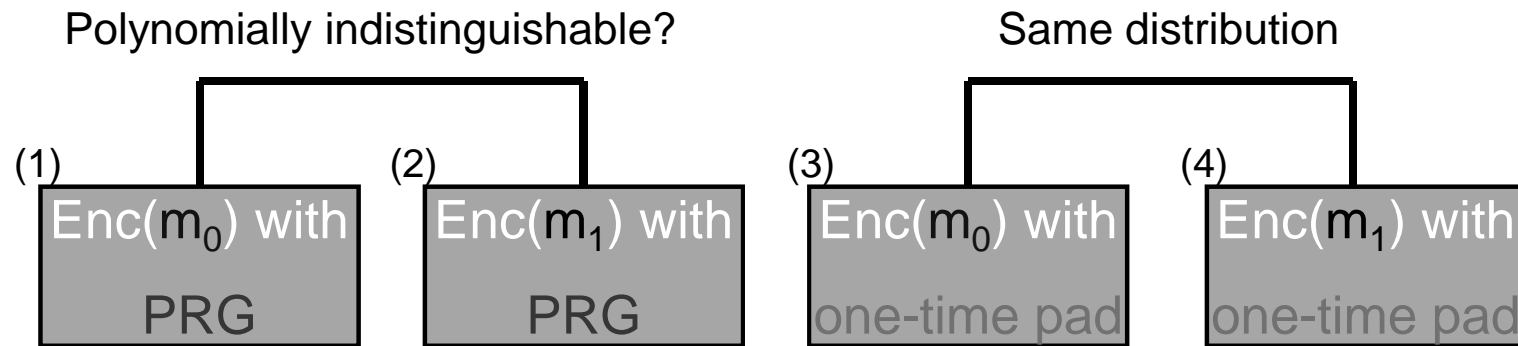 Polynomially indistinguishable? Same distribution
(1) (2) (3) (4)
Enc(m₀) with Enc(m₁) with Enc(m₀) with Enc(m₁) with
PRG PRG one-time pad one-time pad